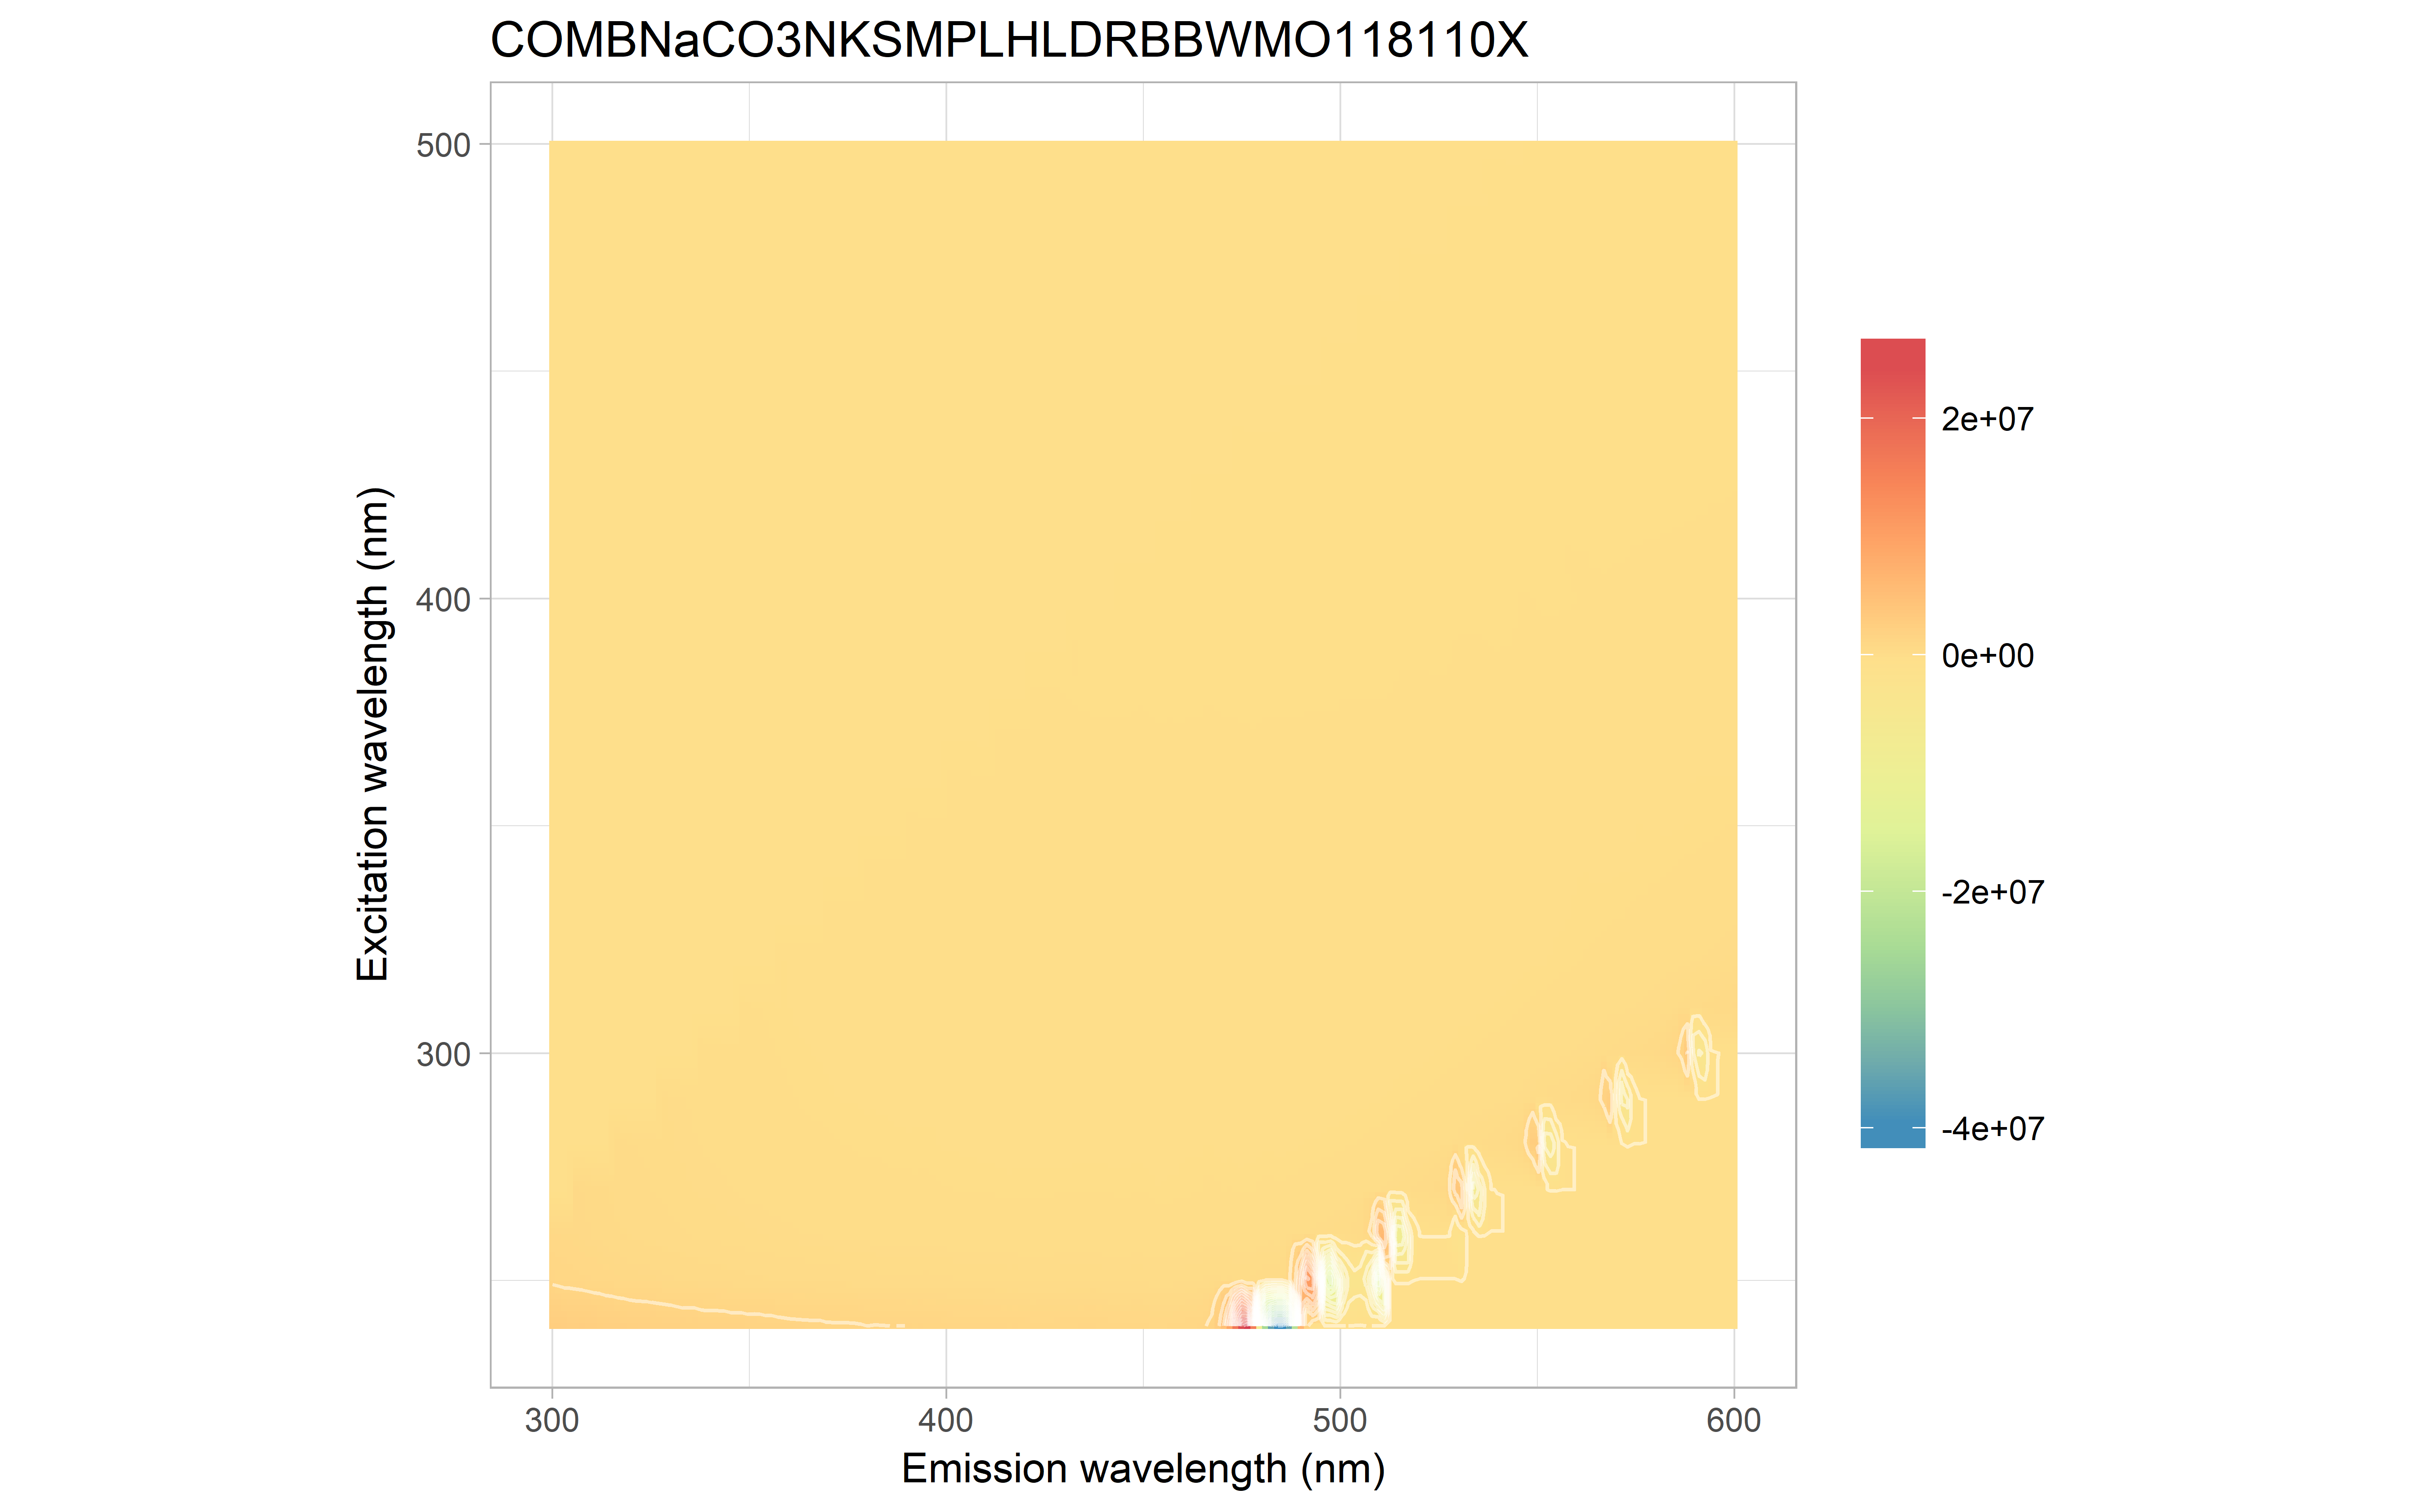 COMBNaCO3NKSMPLHLDRBBWMO118110X
500
400
300
Excitation wavelength (nm)
300
400
500
600
Emission wavelength (nm)
2e+07
0e+00
-2e+07
-4e+07